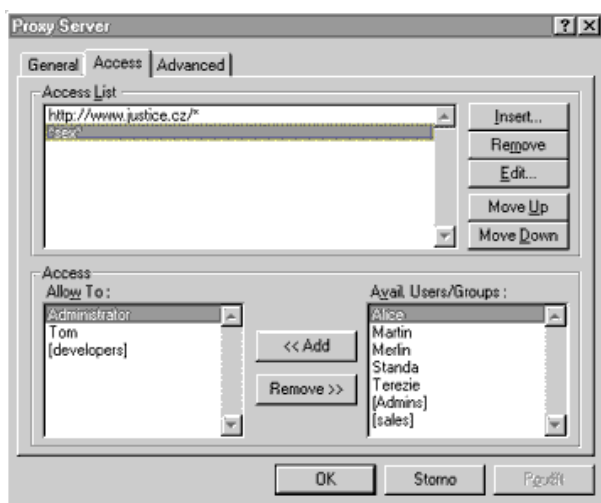 Proxy Server
General Access Advanced
Access List
http://www.justice.cz/*
*sex*
Insert...
Remove
Edit...
Move Up
Move Down
Access
Allow To :
Administrator
Tom
[developers]
<< Add
Remove >>
Avail. Users/Groups :
Alice
Martin
Merlin
Standa
Terezie
[Admins]
[sales]
OK
Storno
Použít